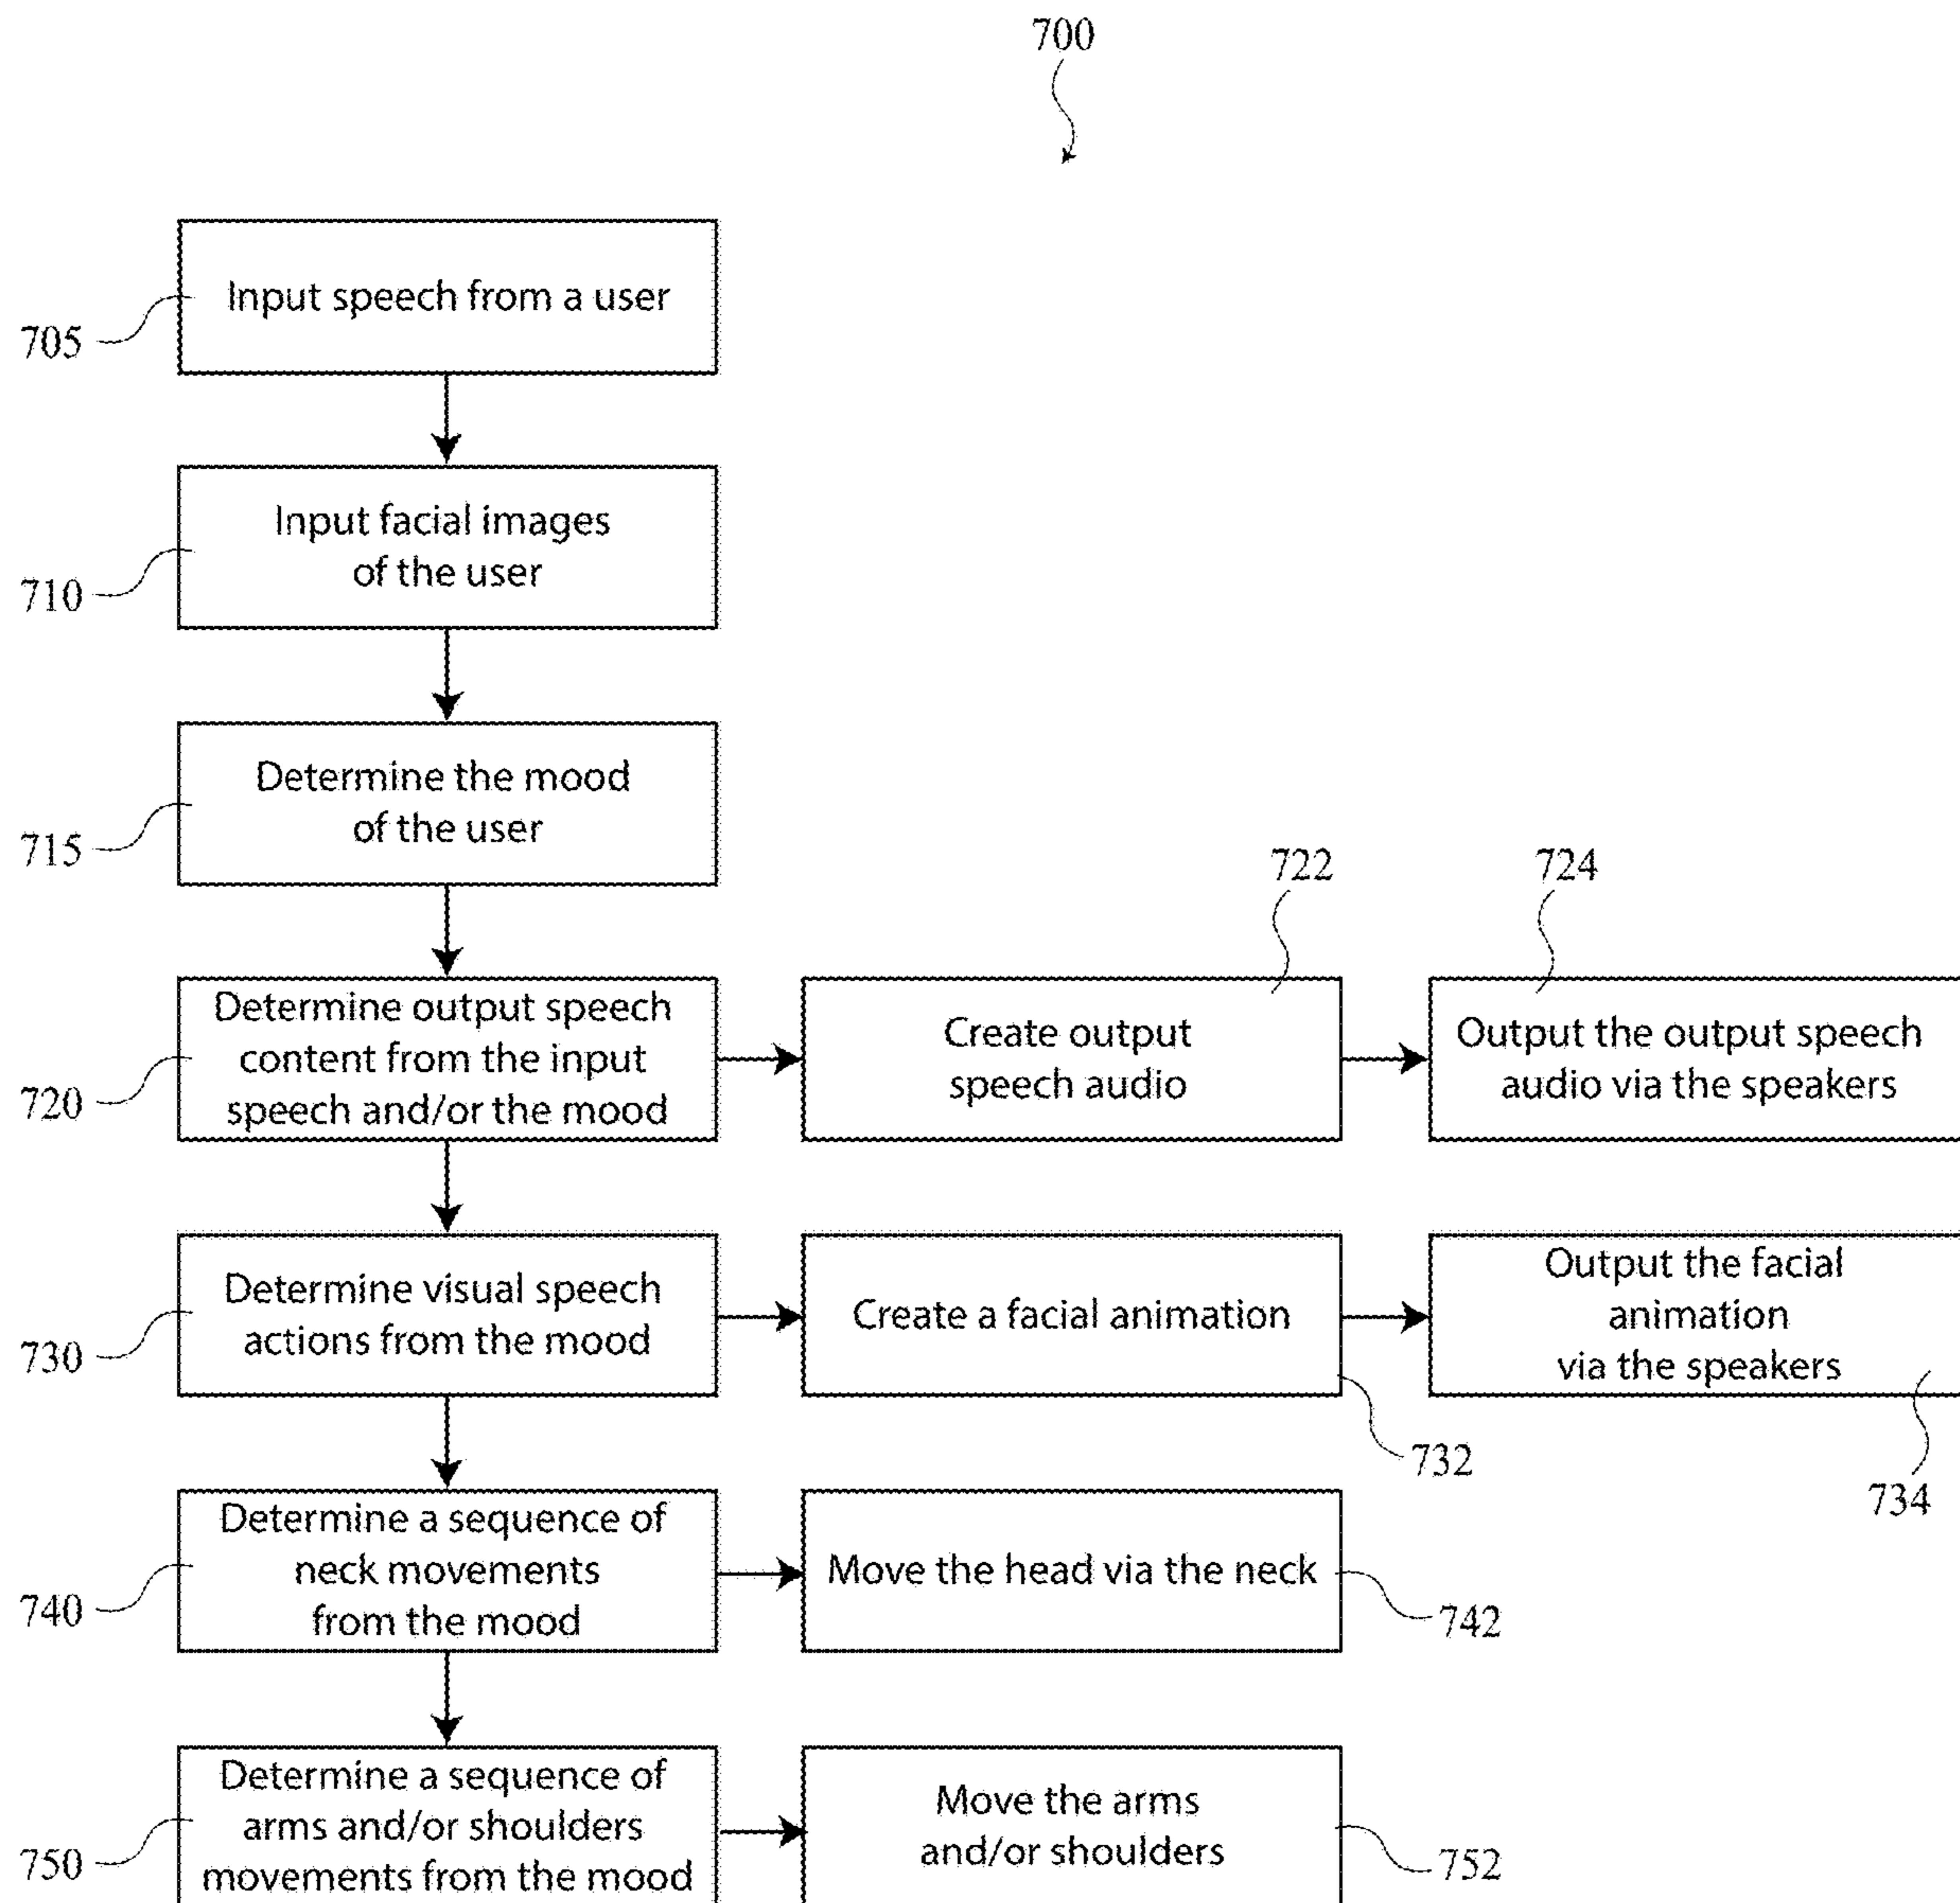 700
Input speech from a user
705
Input facial images
of the user
710
Determine the mood
of the user
715
722
724
Determine output speech
content from the input
speech and/or the mood
720
Create output
speech audio
Output the output speech
audio via the speakers
Determine visual speech
actions from the mood
730
Create a facial animation
732
Output the facial
animation
via the speakers
734
Determine a sequence of
neck movements
from the mood
740
Move the head via the neck
742
Determine a sequence of
arms and/or shoulders
movements from the mood
750
Move the arms
and/or shoulders
752